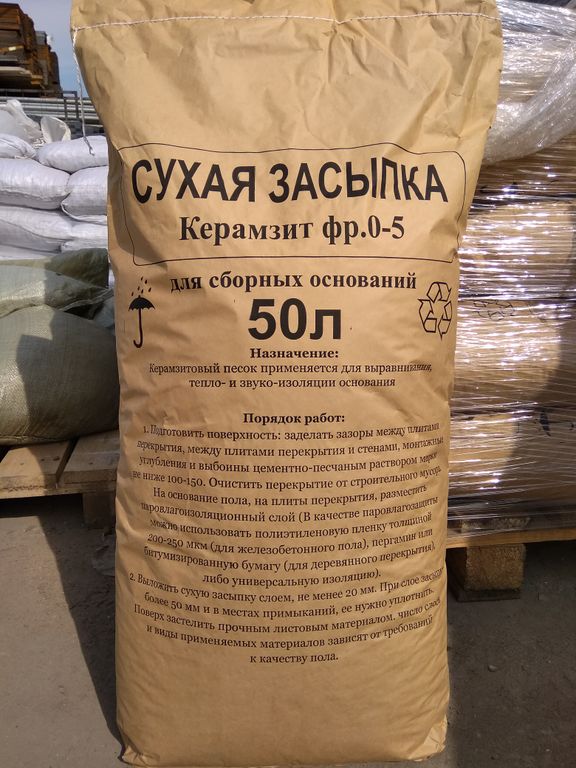 СУХАЯ ЗАСЫПКА
Керамзит фр.0-5
для сборных оснований
50л
Назначение:
Керамзитовый песок применяется для выравнивания,
тепло- и звуко-изоляции основания
Порядок работ:
1. Подготовить поверхность: заделать зазоры между плитами
перекрытия, между плитами перекрытия и стенами, монтажные
углубления и выбоины цементно-песчаным раствором марки
не ниже 100-150. Очистить перекрытие от строительного мусора.
На основание пола, на плиты перекрытия, разместить
паровлагоизоляционный слой (В качестве паровлагозащиты
можно использовать полиэтиленовую пленку толщиной
200-250 мкм (для железобетонного пола), пергамин или
битумизированную бумагу (для деревянного перекрытия),
либо универсальную изоляцию).
2. Выложить сухую засыпку слоем, не менее 20 мм. При слое засыпки
более 50 мм и в местах примыканий, ее нужно уплотнить.
Поверх застелить прочным листовым материалом. число слоев
и виды применяемых материалов зависят от требований
к качеству пола.